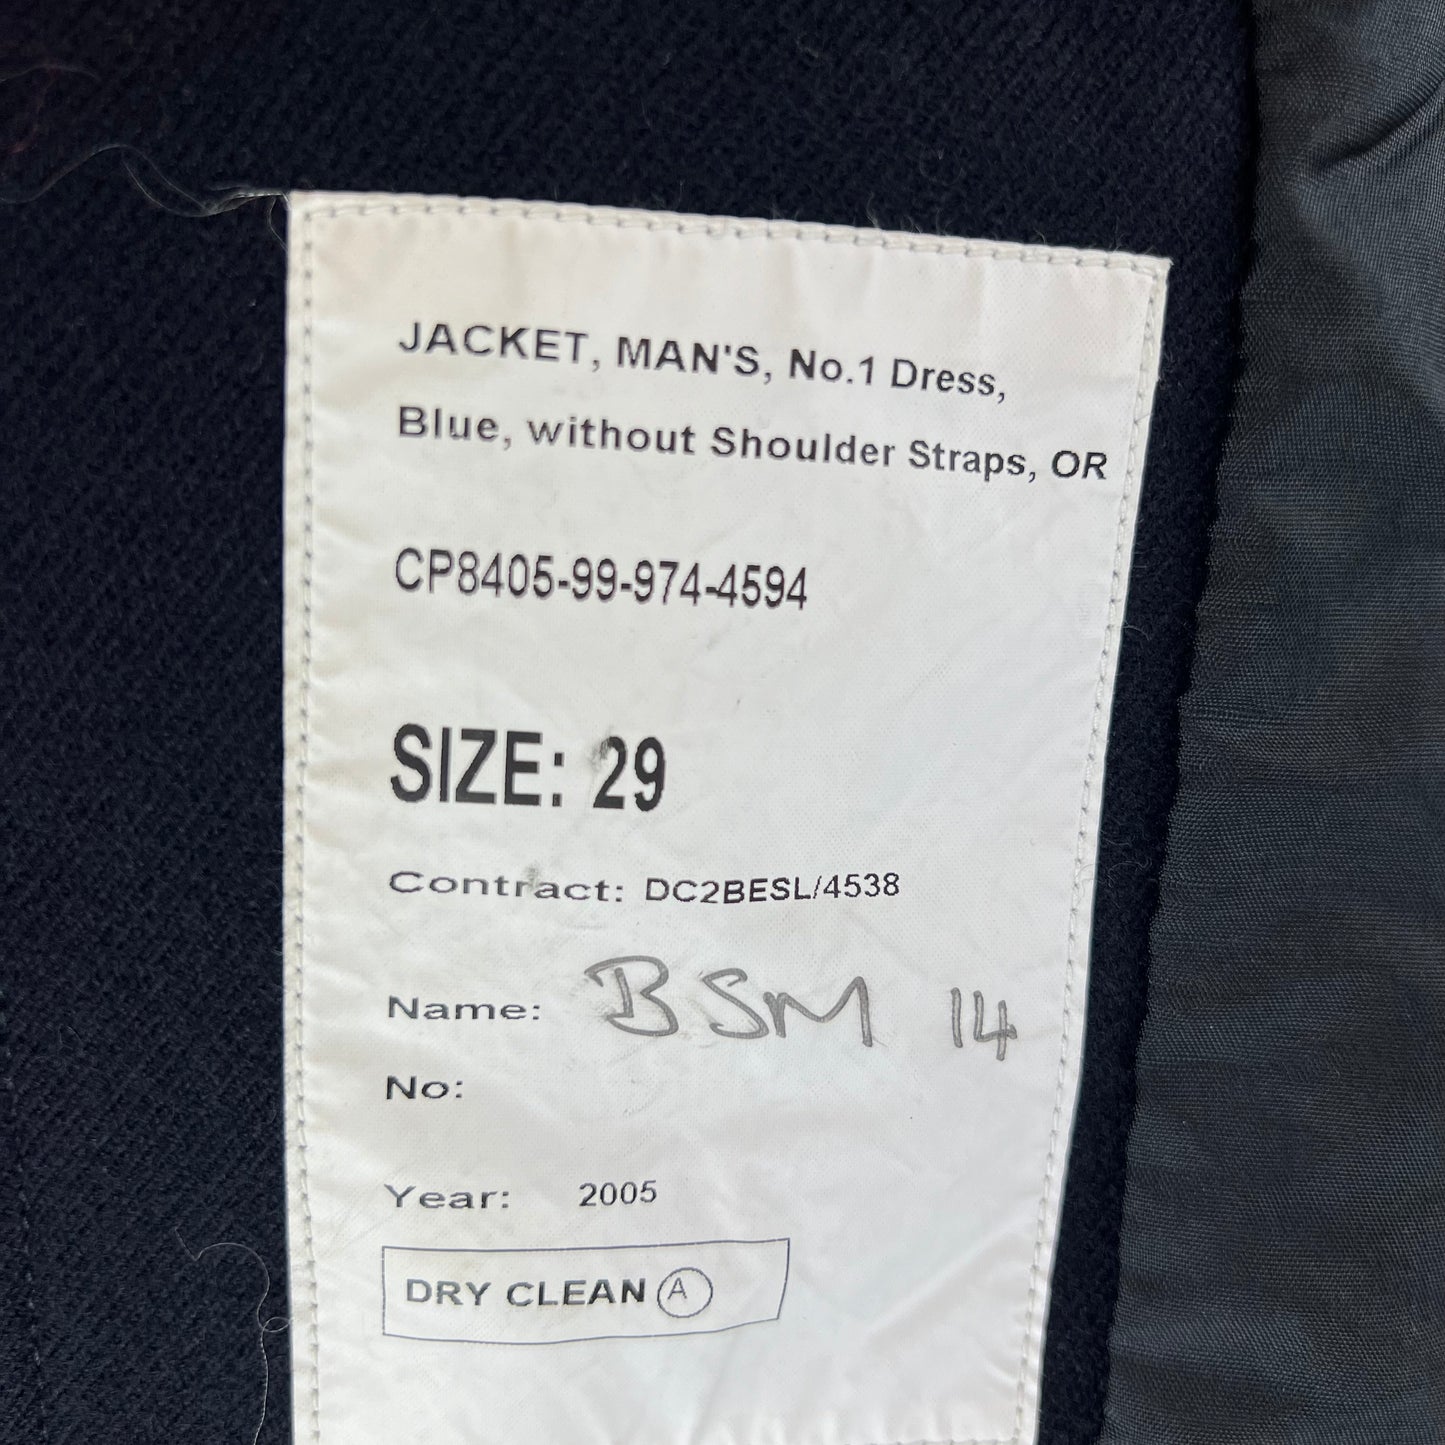 JACKET, MAN'S, No.1 Dress,
Blue, without Shoulder Straps, OR
CP8405-99-974-4594
SIZE: 29
Contract: DC2BESL/4538
Name: BSM 14
No:
Year: 2005
DRY CLEAN A